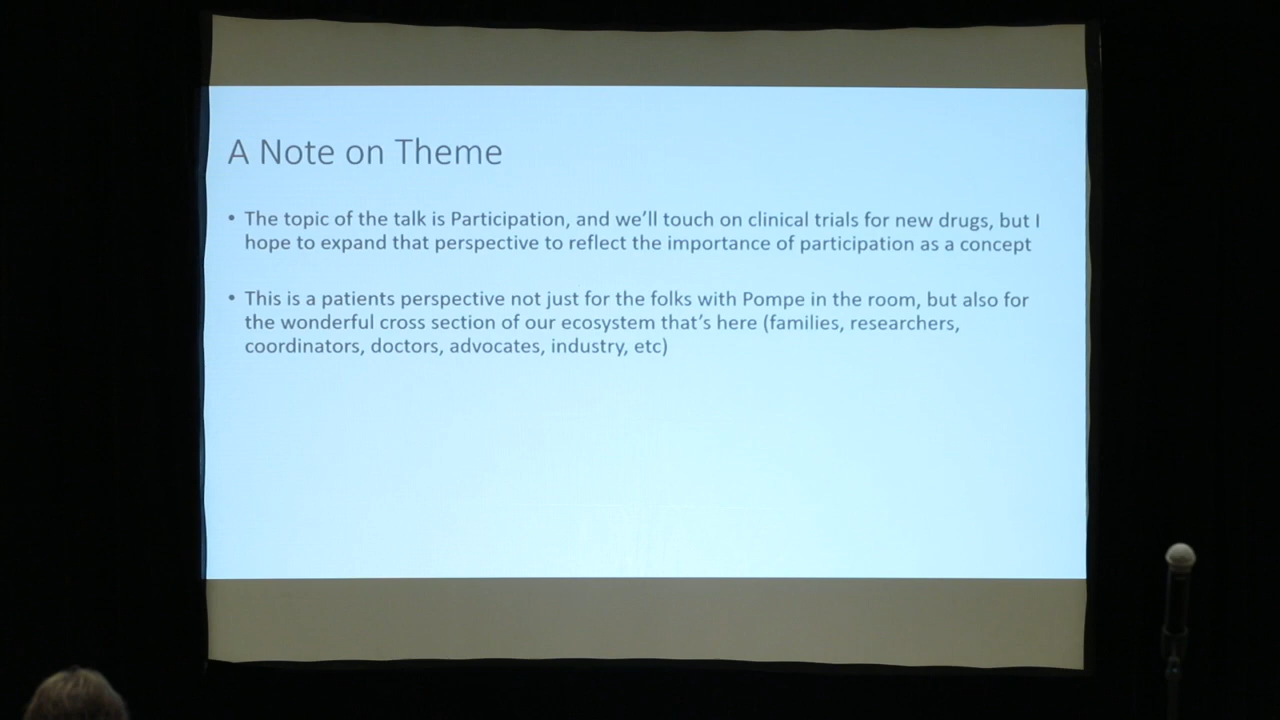 A Note on Theme
• The topic of the talk is Participation, and we'll touch on clinical trials for new drugs, but I
hope to expand that perspective to reflect the importance of participation as a concept
• This is a patients perspective not just for the folks with Pompe in the room, but also for
the wonderful cross section of our ecosystem that's here (families, researchers,
coordinators, doctors, advocates, industry, etc)